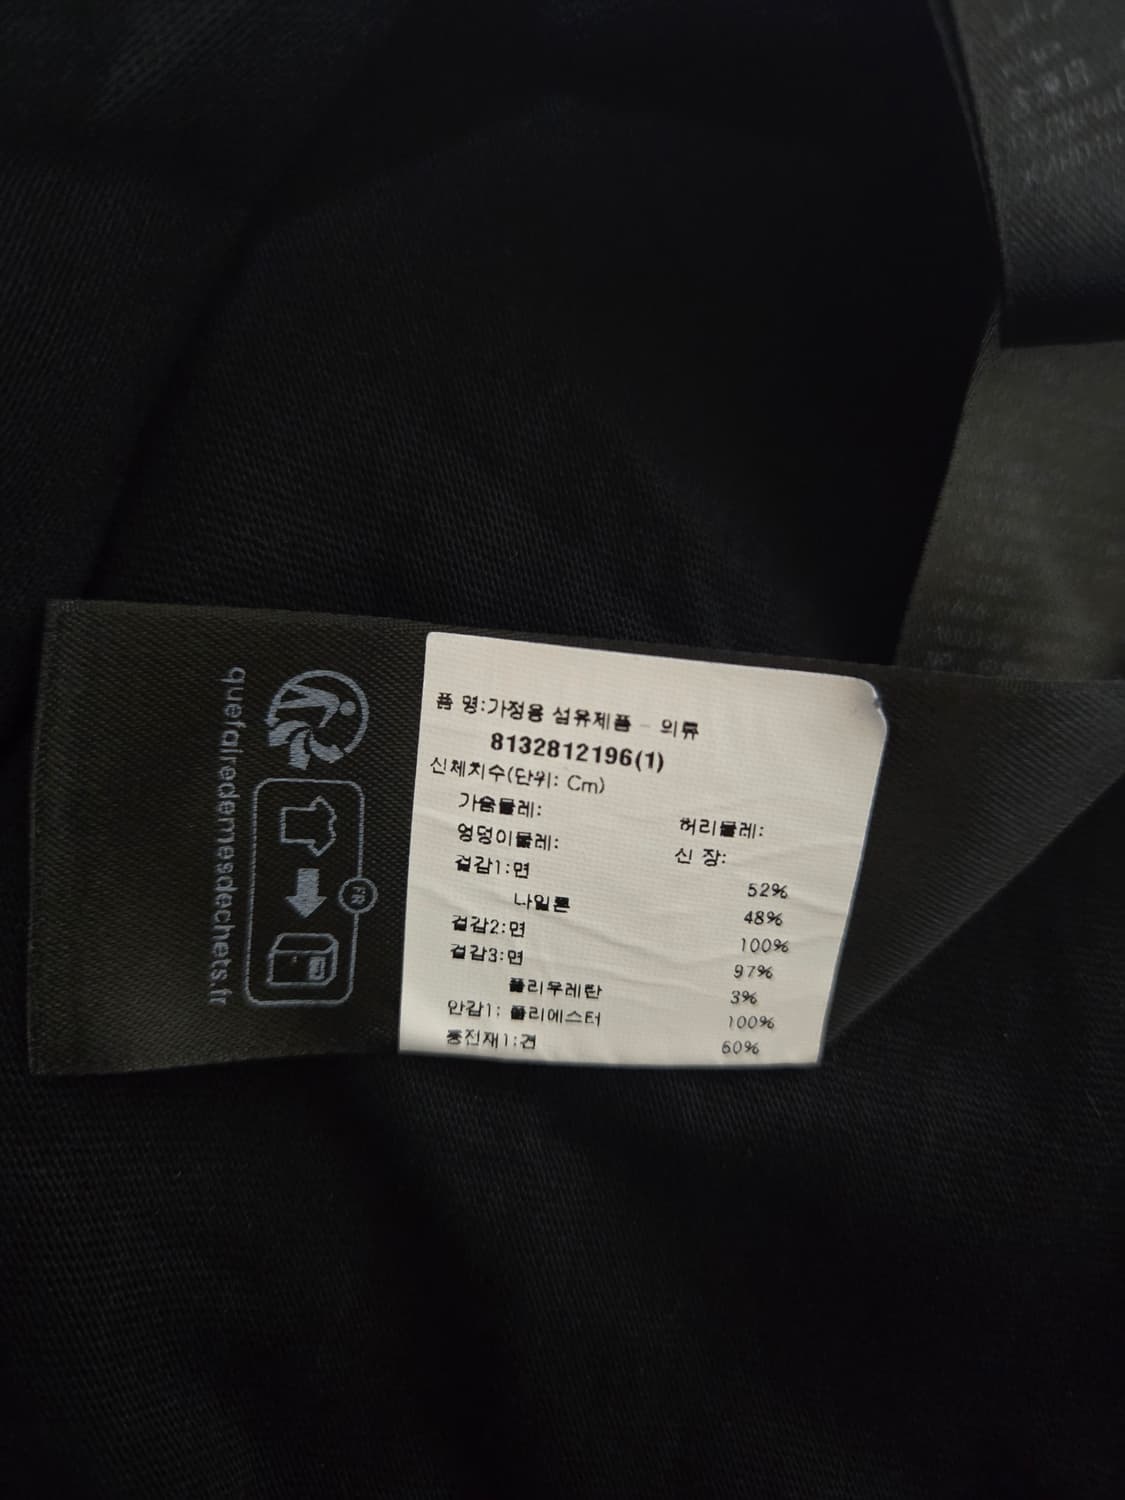 품 명:가정용 섬유제품 - 의류
8132812196(1)
신체치수(단위: Cm)
가슴둘레: 허리둘레:
엉덩이둘레: 신 장:
겉감1:면 52%
나일론 48%
겉감2:면 100%
겉감3:면 97%
폴리우레탄 3%
안감1: 폴리에스터 100%
충전재1:견 60%
quefairedemesdechets.fr
FR